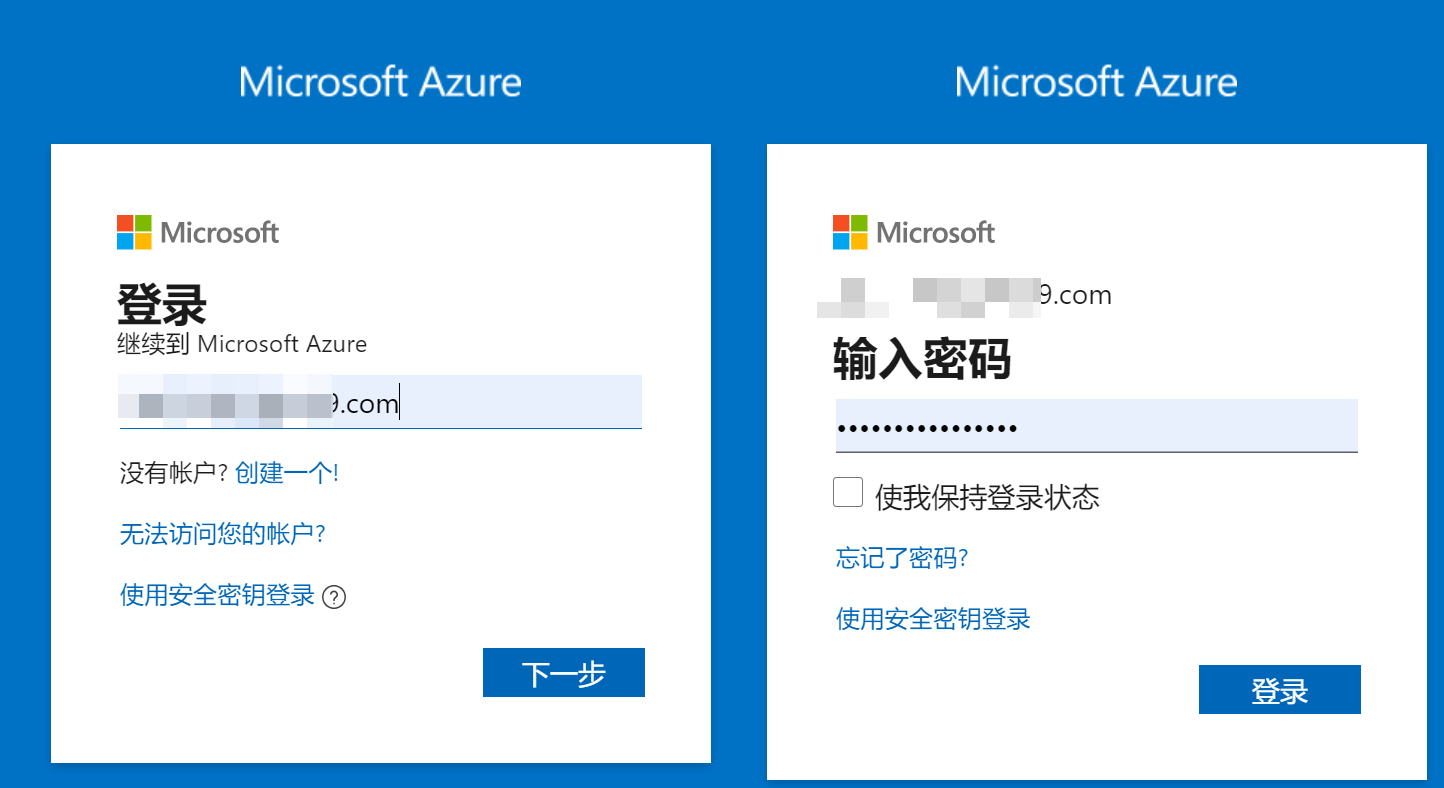 Microsoft Azure
Microsoft
登录
继续到 Microsoft Azure
9.com
没有帐户? 创建一个!
无法访问您的帐户?
使用安全密钥登录 ?
下一步
Microsoft Azure
Microsoft
9.com
输入密码
••••••••••••••••
使我保持登录状态
忘记了密码?
使用安全密钥登录
登录